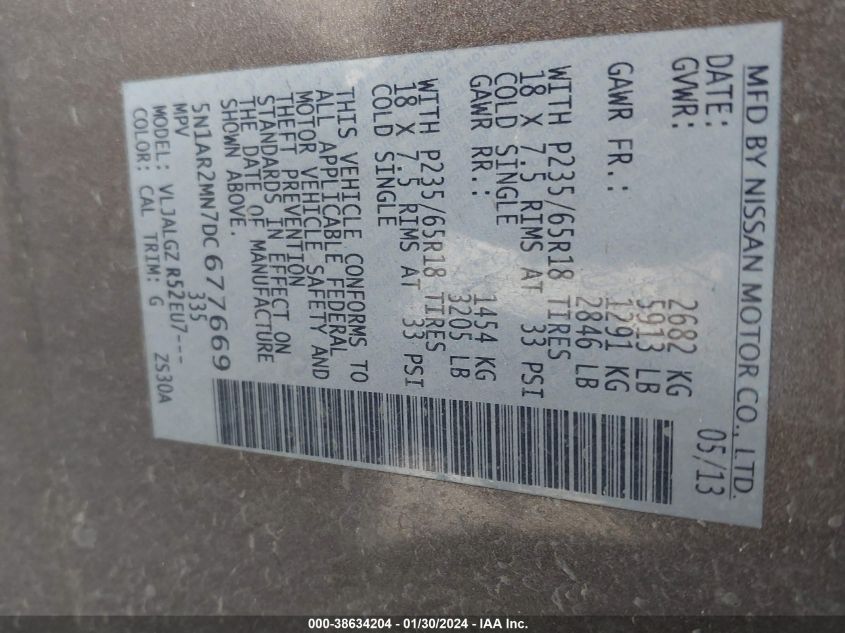 MFD BY NISSAN MOTOR CO., LTD.
DATE: 05/13
GVWR: 2682 KG
5913 LB
GAWR FR.: 1291 KG
2846 LB
WITH P235/65R18 TIRES
18 X 7.5 RIMS AT 33 PSI
COLD SINGLE
GAWR RR.: 1454 KG
3205 LB
WITH P235/65R18 TIRES
18 X 7.5 RIMS AT 33 PSI
COLD SINGLE
THIS VEHICLE CONFORMS TO
ALL APPLICABLE FEDERAL
MOTOR VEHICLE SAFETY AND
THEFT PREVENTION
STANDARDS IN EFFECT ON
THE DATE OF MANUFACTURE
SHOWN ABOVE.
5N1AR2MN7DC677669
MPV 335
MODEL: VLJALGZ R52EU7---
COLOR: CAL TRIM: G ZS30A
000-38634204 - 01/30/2024 - IAA Inc.